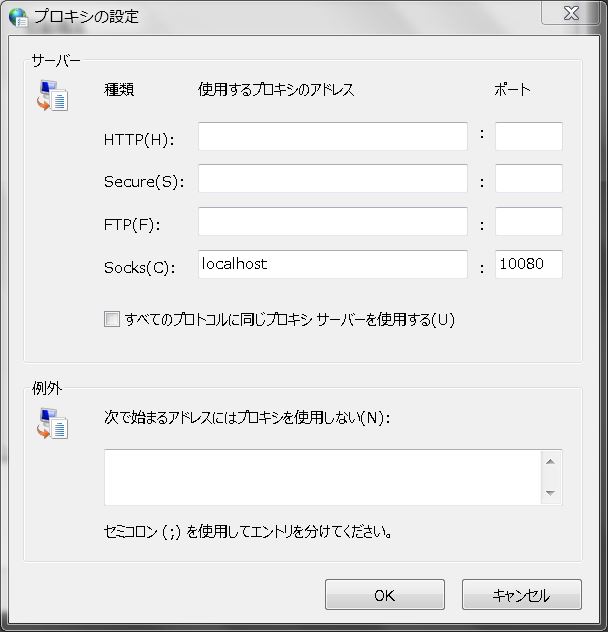 プロキシの設定
サーバー
種類 使用するプロキシのアドレス ポート
HTTP(H): :
Secure(S): :
FTP(F): :
Socks(C): localhost : 10080
すべてのプロトコルに同じプロキシ サーバーを使用する(U)
例外
次で始まるアドレスにはプロキシを使用しない(N):
セミコロン (;) を使用してエントリを分けてください。
OK キャンセル